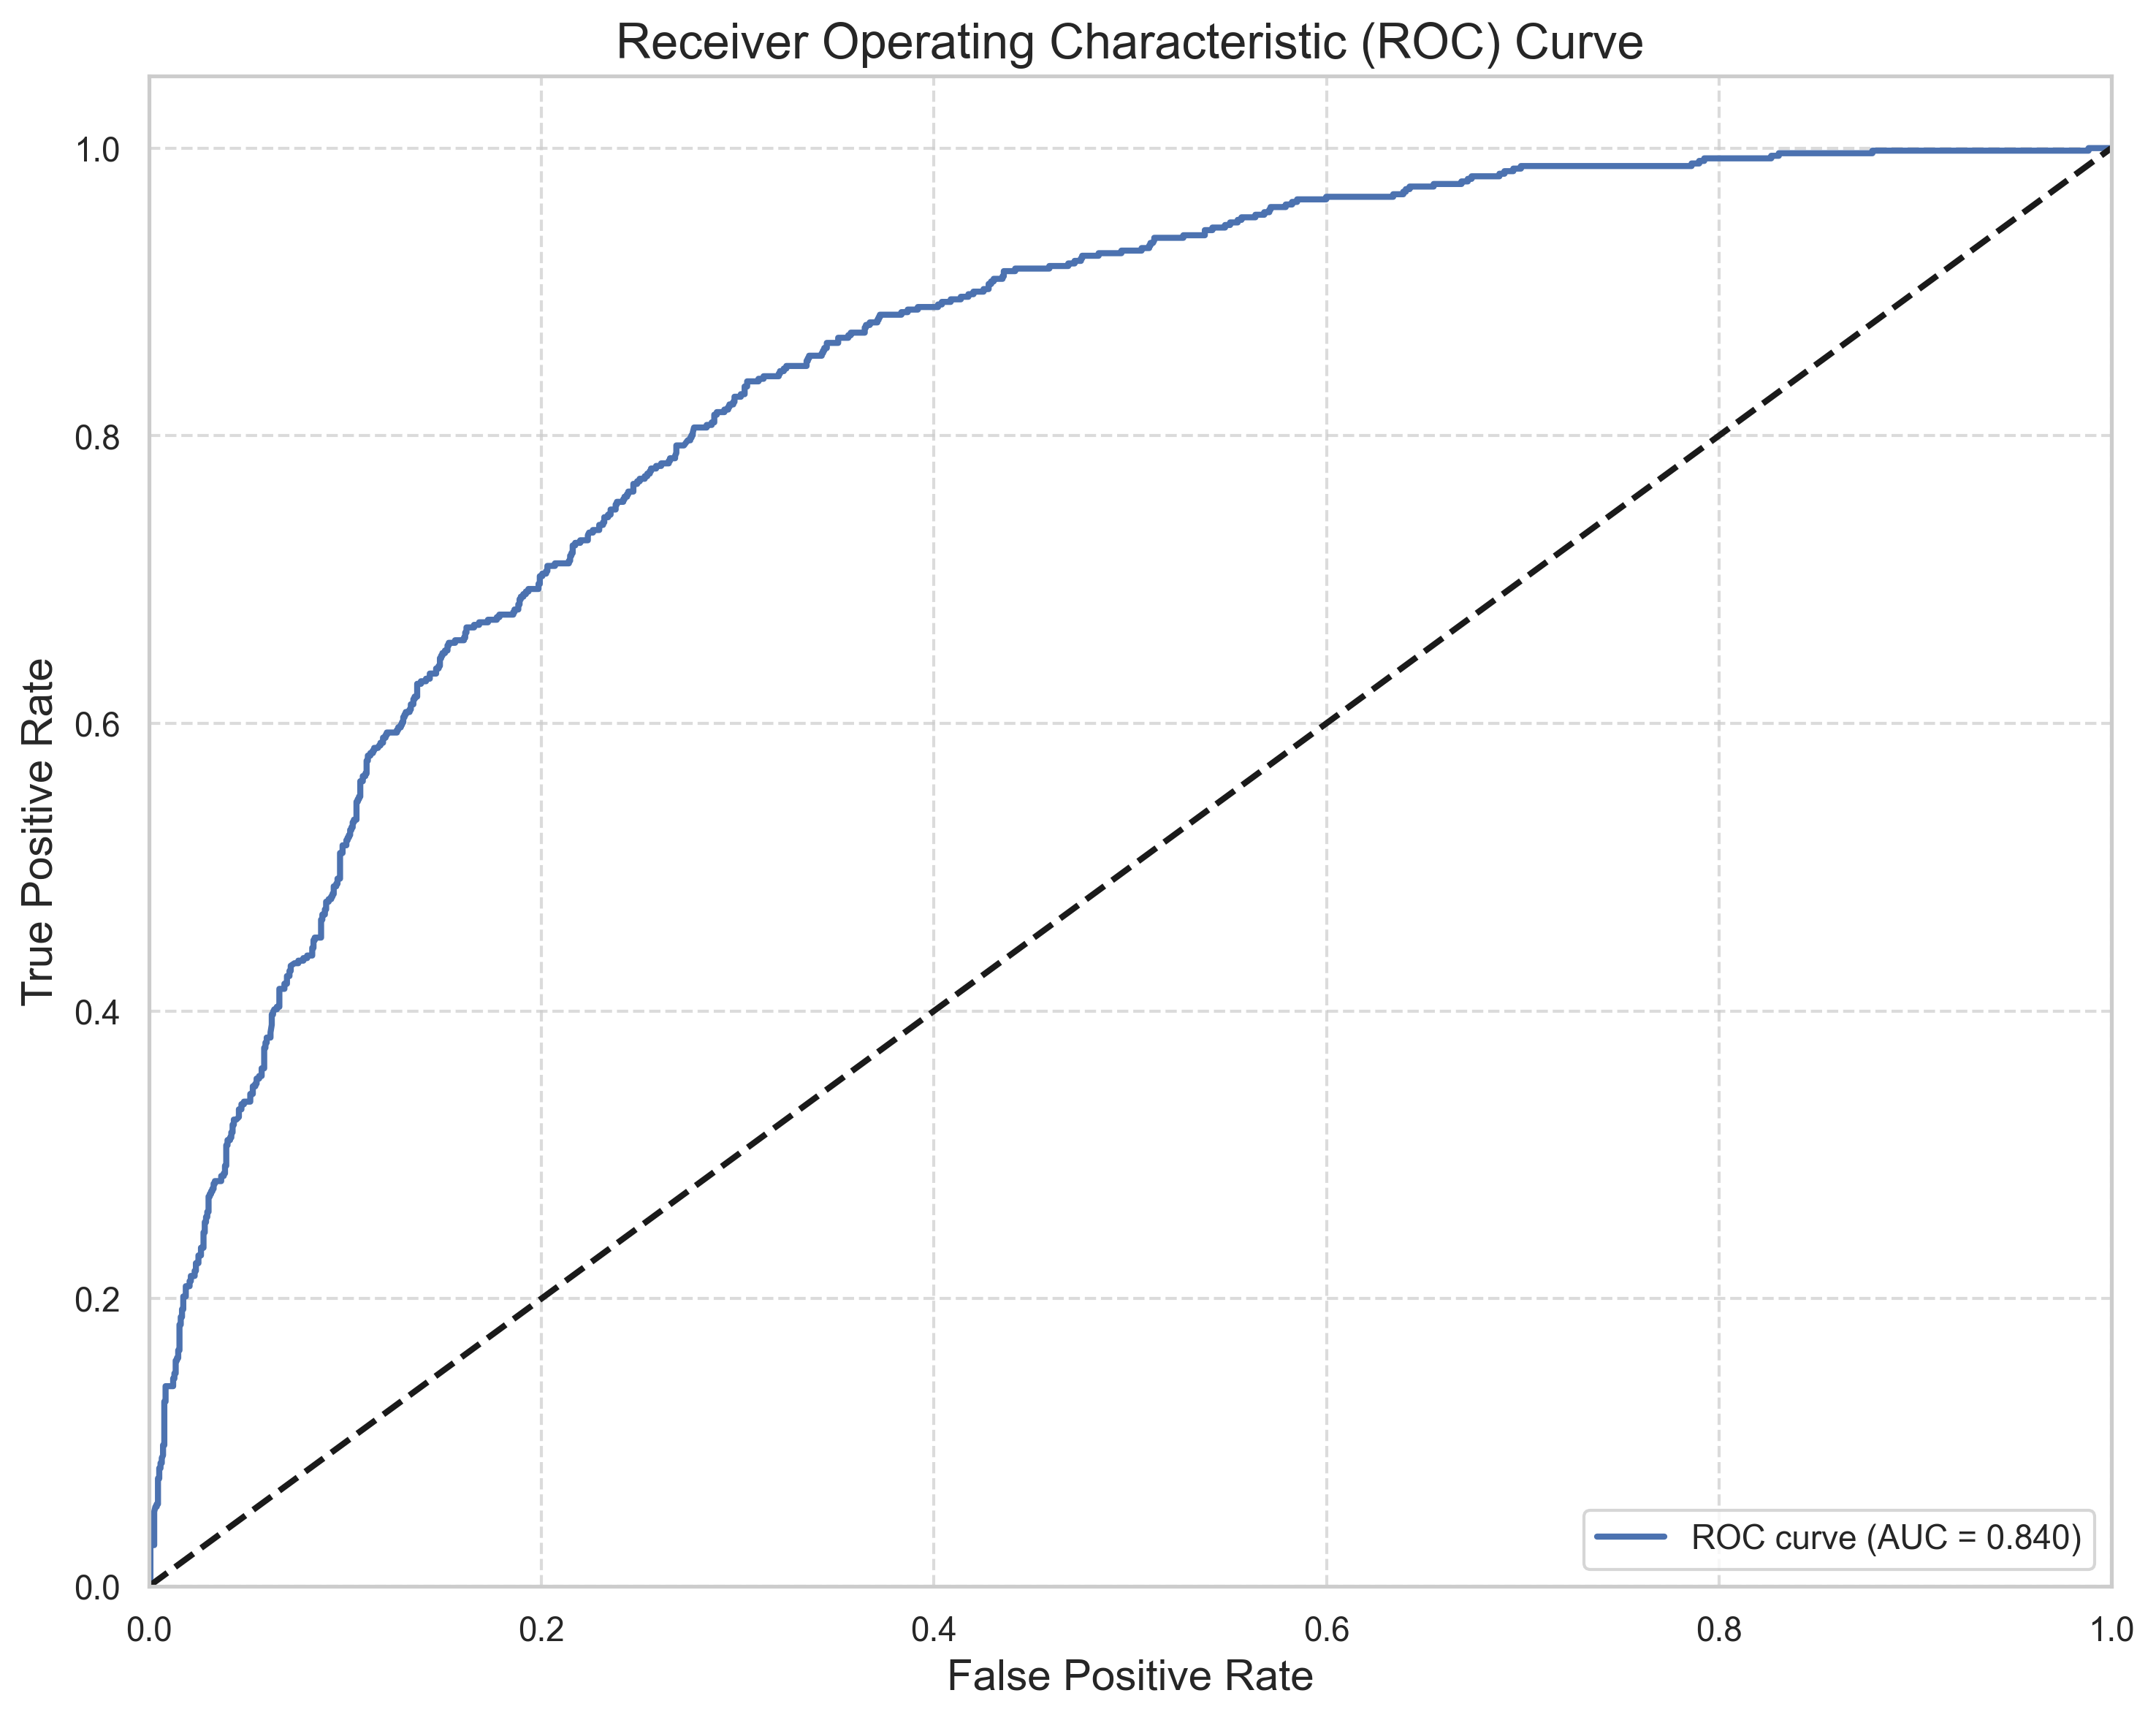 Receiver Operating Characteristic (ROC) Curve
1.0
0.8
0.6
0.4
0.2
0.0
True Positive Rate
ROC curve (AUC = 0.840)
0.0 0.2 0.4 0.6 0.8 1.0
False Positive Rate